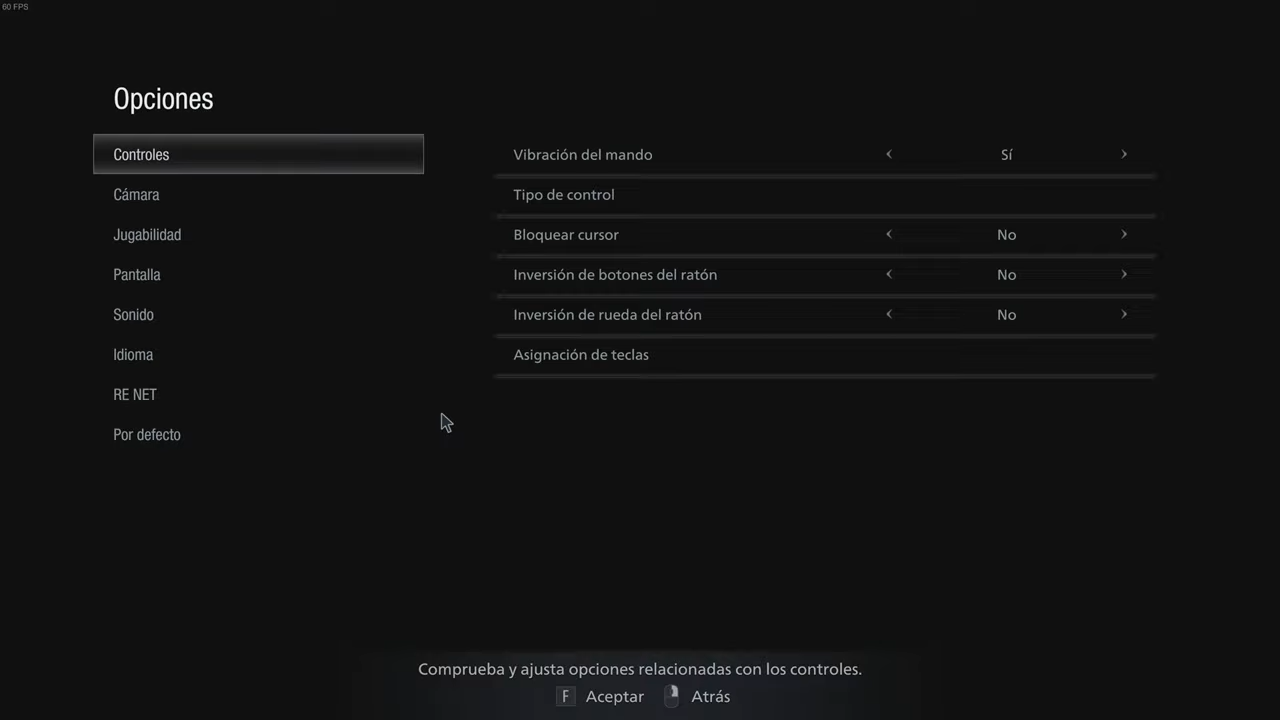 60 FPS
Opciones
Controles
Cámara
Jugabilidad
Pantalla
Sonido
Idioma
RE NET
Por defecto
Vibración del mando < Sí >
Tipo de control
Bloquear cursor < No >
Inversión de botones del ratón < No >
Inversión de rueda del ratón < No >
Asignación de teclas
Comprueba y ajusta opciones relacionadas con los controles.
F Aceptar Atrás